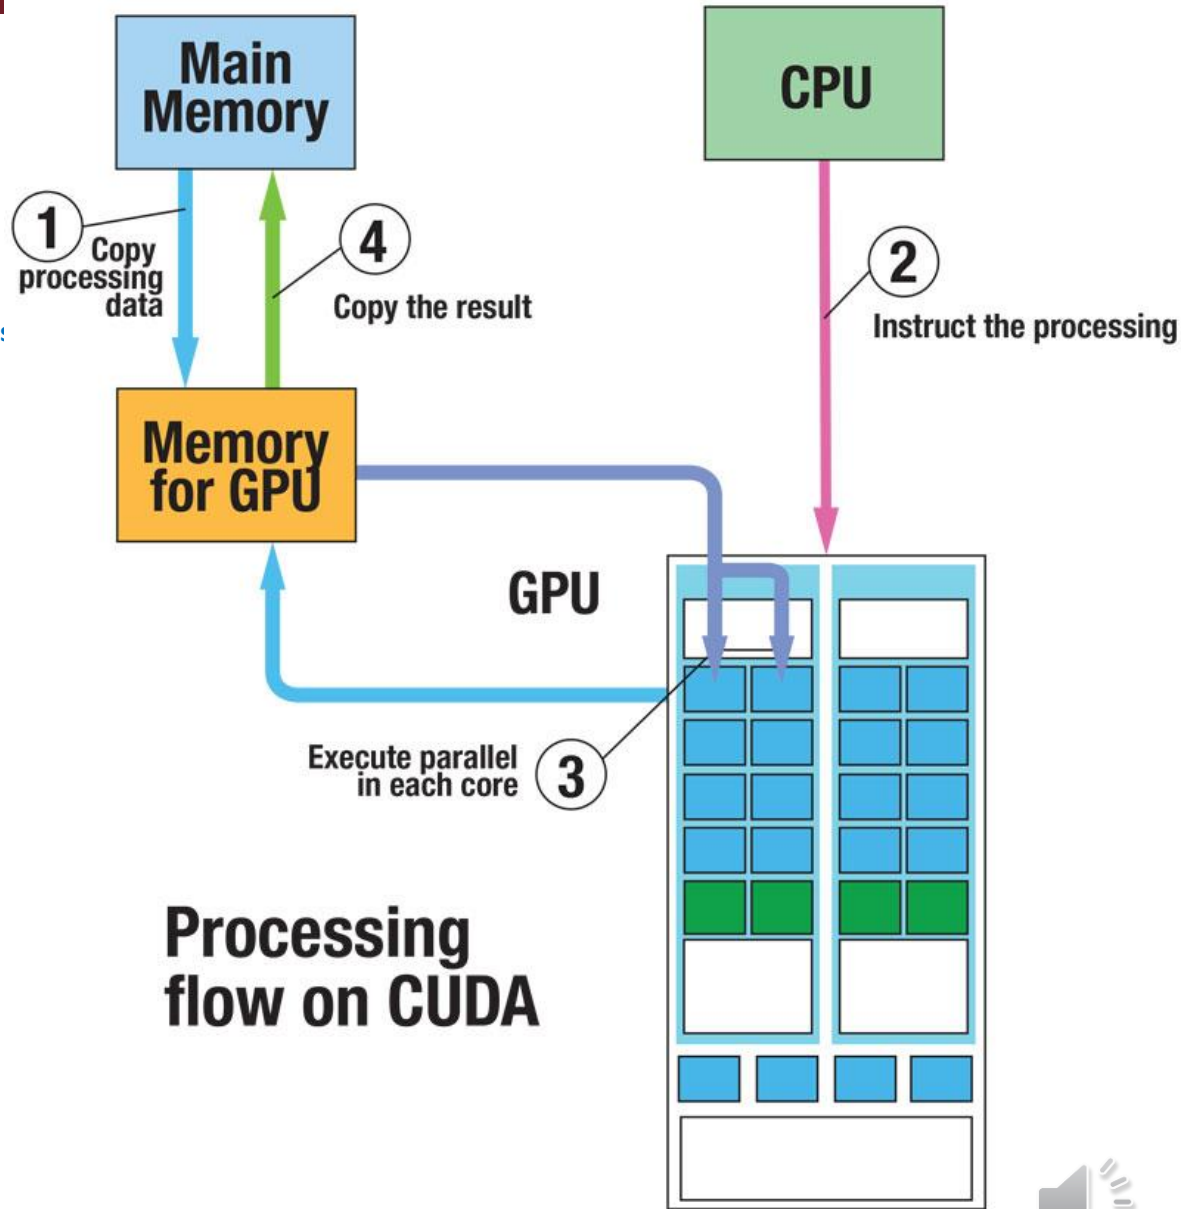 Main
Memory
CPU
1
Copy
processing
data
4
Copy the result
2
Instruct the processing
Memory
for GPU
GPU
Execute parallel
in each core
3
Processing
flow on CUDA